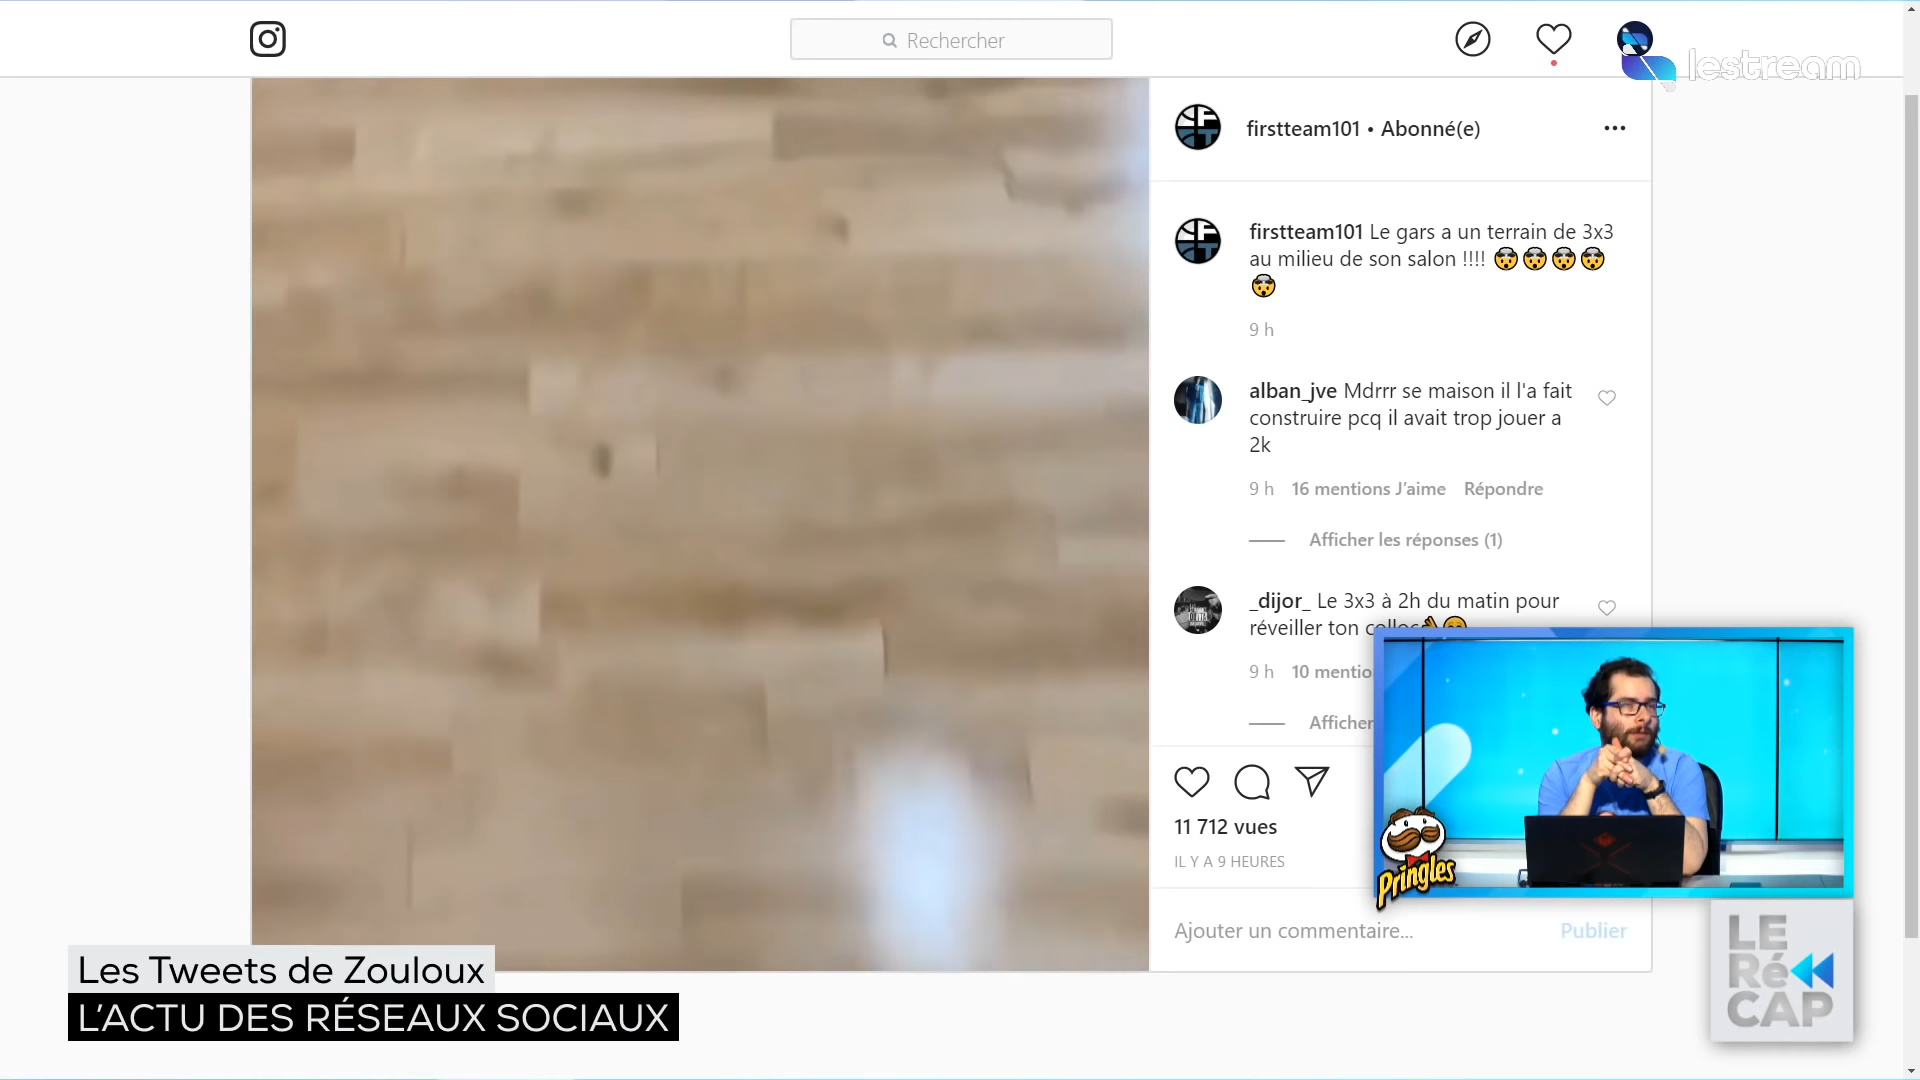 Rechercher
lestream
firstteam101 • Abonné(e)
firstteam101 Le gars a un terrain de 3x3
au milieu de son salon !!!! 🤯🤯🤯🤯
🤯
9 h
alban_jve Mdrrr se maison il l'a fait
construire pcq il avait trop jouer a
2k
9 h 16 mentions J'aime Répondre
Afficher les réponses (1)
_dijor_ Le 3x3 à 2h du matin pour
réveiller ton
9 h 10
Afficher
11 712 vues
IL Y A 9 HEURES
Ajouter un commentaire...
Publier
Pringles
LE
Ré
CAP
Les Tweets de Zouloux
L'ACTU DES RÉSEAUX SOCIAUX